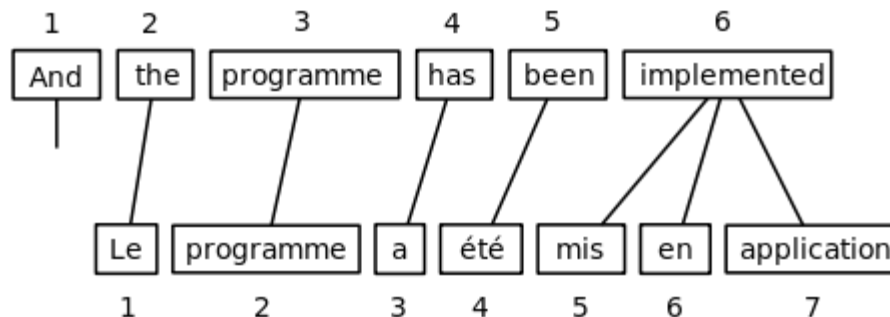 1 2 3 4 5 6
And the programme has been implemented
Le programme a été mis en application
1 2 3 4 5 6 7